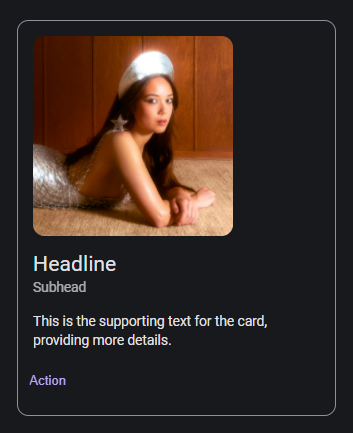 Headline
Subhead
This is the supporting text for the card,
providing more details.
Action